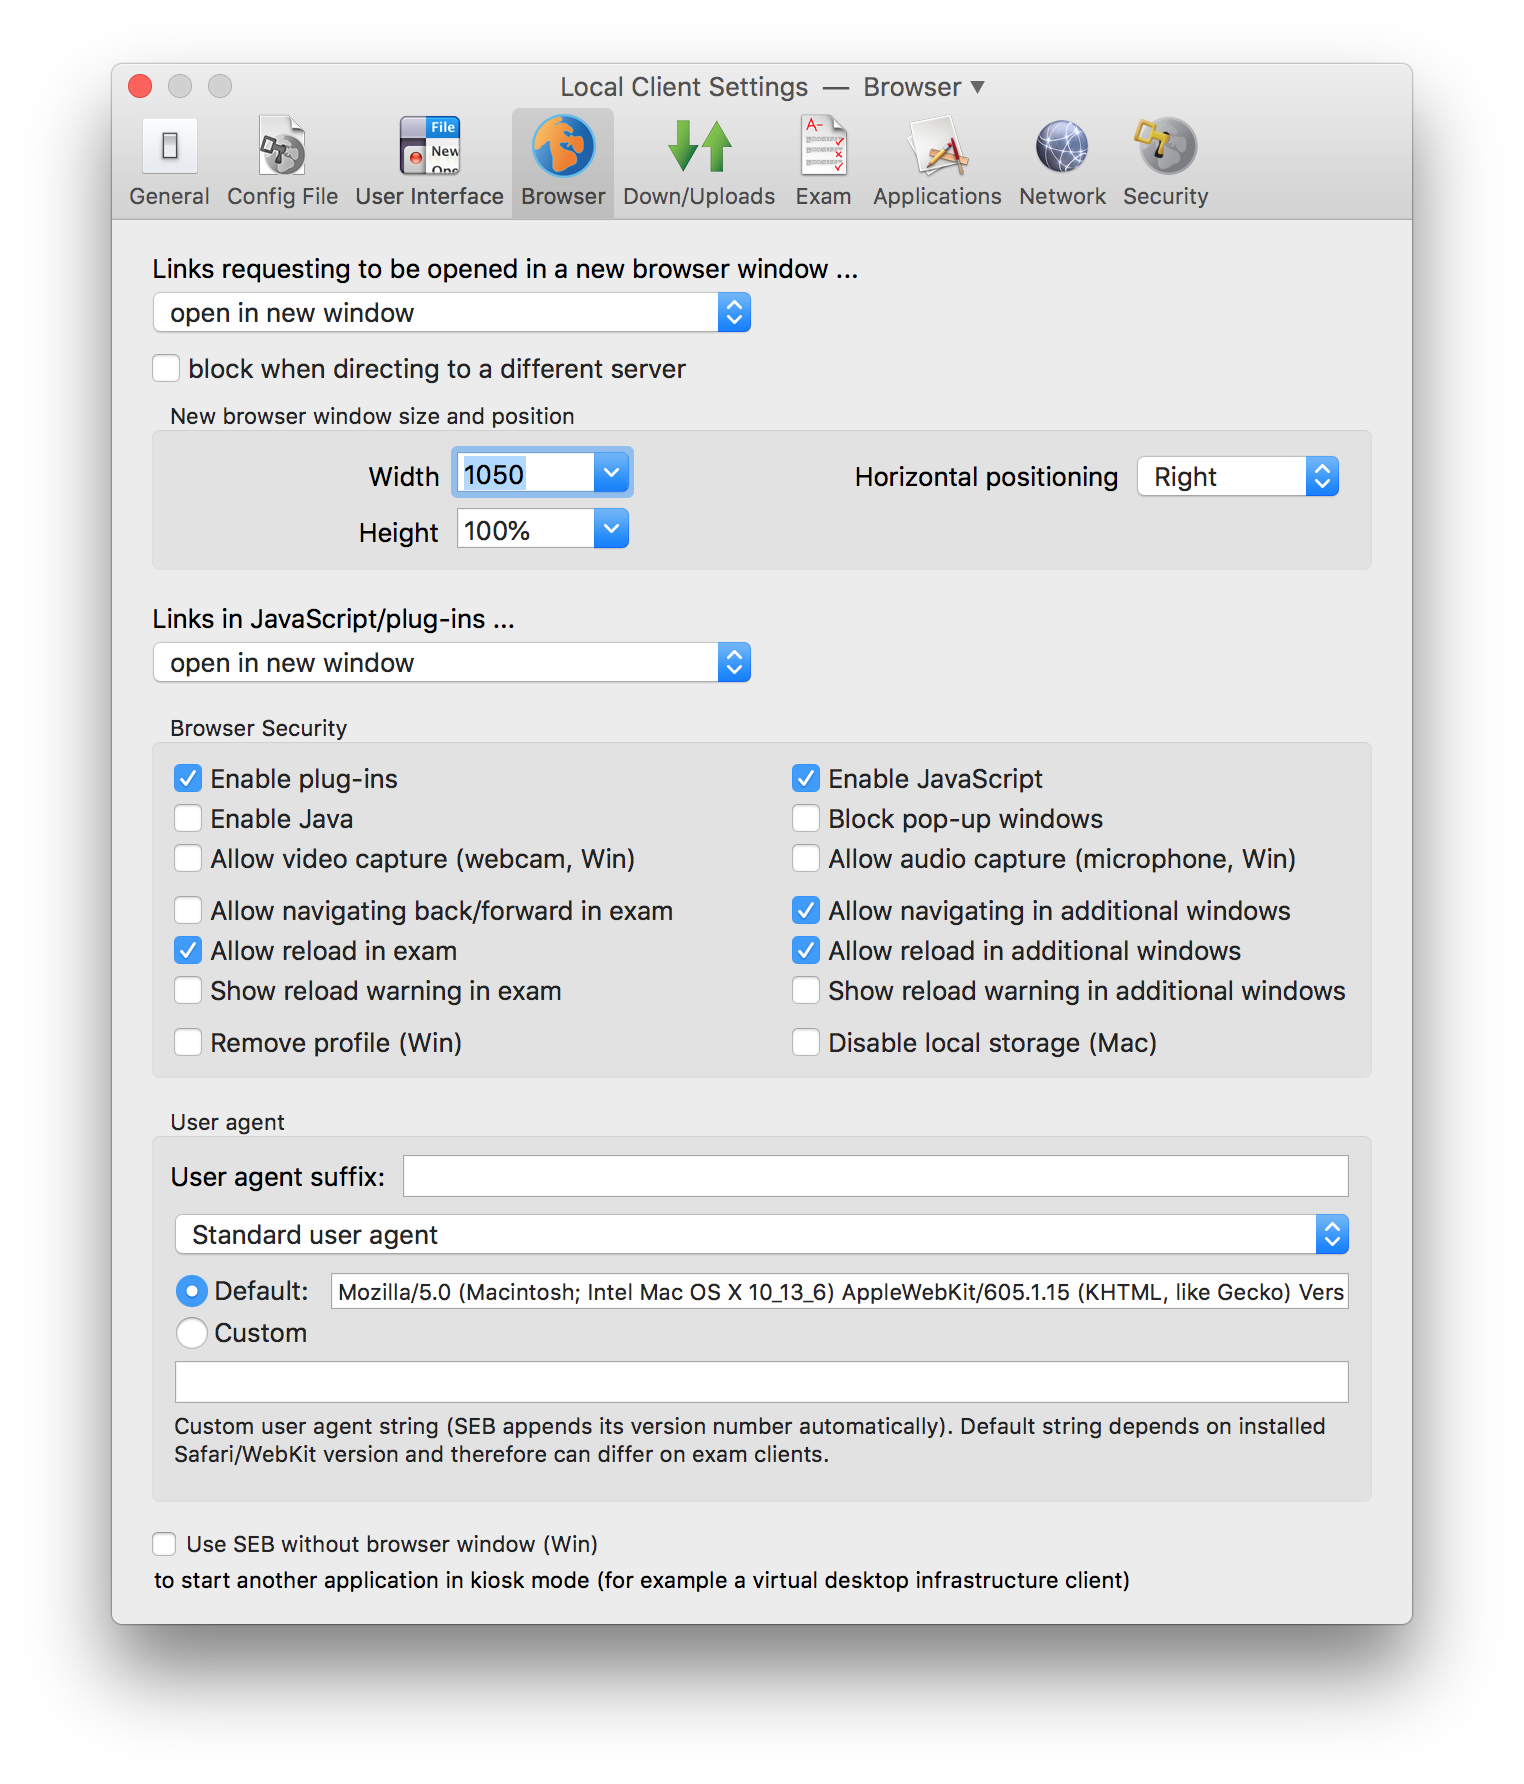 Local Client Settings — Browser ▼
File
New
General Config File User Interface Browser Down/Uploads Exam Applications Network Security
Links requesting to be opened in a new browser window ...
open in new window
block when directing to a different server
New browser window size and position
Width 1050 Horizontal positioning Right
Height 100%
Links in JavaScript/plug-ins ...
open in new window
Browser Security
Enable plug-ins Enable JavaScript
Enable Java Block pop-up windows
Allow video capture (webcam, Win) Allow audio capture (microphone, Win)
Allow navigating back/forward in exam Allow navigating in additional windows
Allow reload in exam Allow reload in additional windows
Show reload warning in exam Show reload warning in additional windows
Remove profile (Win) Disable local storage (Mac)
User agent
User agent suffix:
Standard user agent
Default: Mozilla/5.0 (Macintosh; Intel Mac OS X 10_13_6) AppleWebKit/605.1.15 (KHTML, like Gecko) Vers
Custom
Custom user agent string (SEB appends its version number automatically). Default string depends on installed
Safari/WebKit version and therefore can differ on exam clients.
Use SEB without browser window (Win)
to start another application in kiosk mode (for example a virtual desktop infrastructure client)